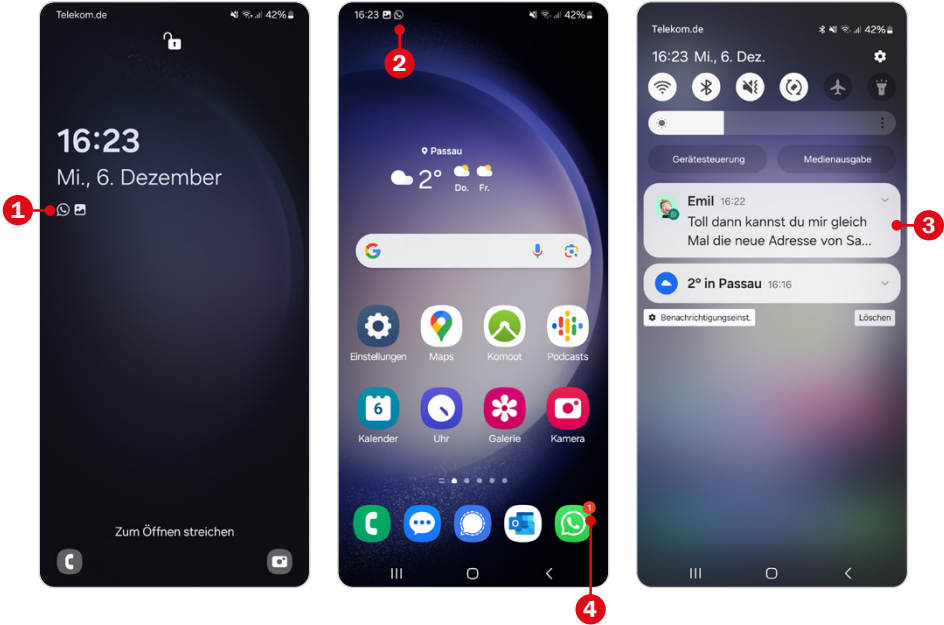 Telekom.de
42%
16:23
Mi., 6. Dezember
1
Zum Öffnen streichen
16:23
42%
2
Passau
2°
Do.
Fr.
Einstellungen
Maps
Komoot
Podcasts
6
Kalender
Uhr
Galerie
Kamera
1
4
Telekom.de
42%
16:23 Mi., 6. Dez.
Gerätesteuerung
Medienausgabe
Emil 16:22
Toll dann kannst du mir gleich
Mal die neue Adresse von Sa...
3
2° in Passau 16:16
Benachrichtigungseinst.
Löschen